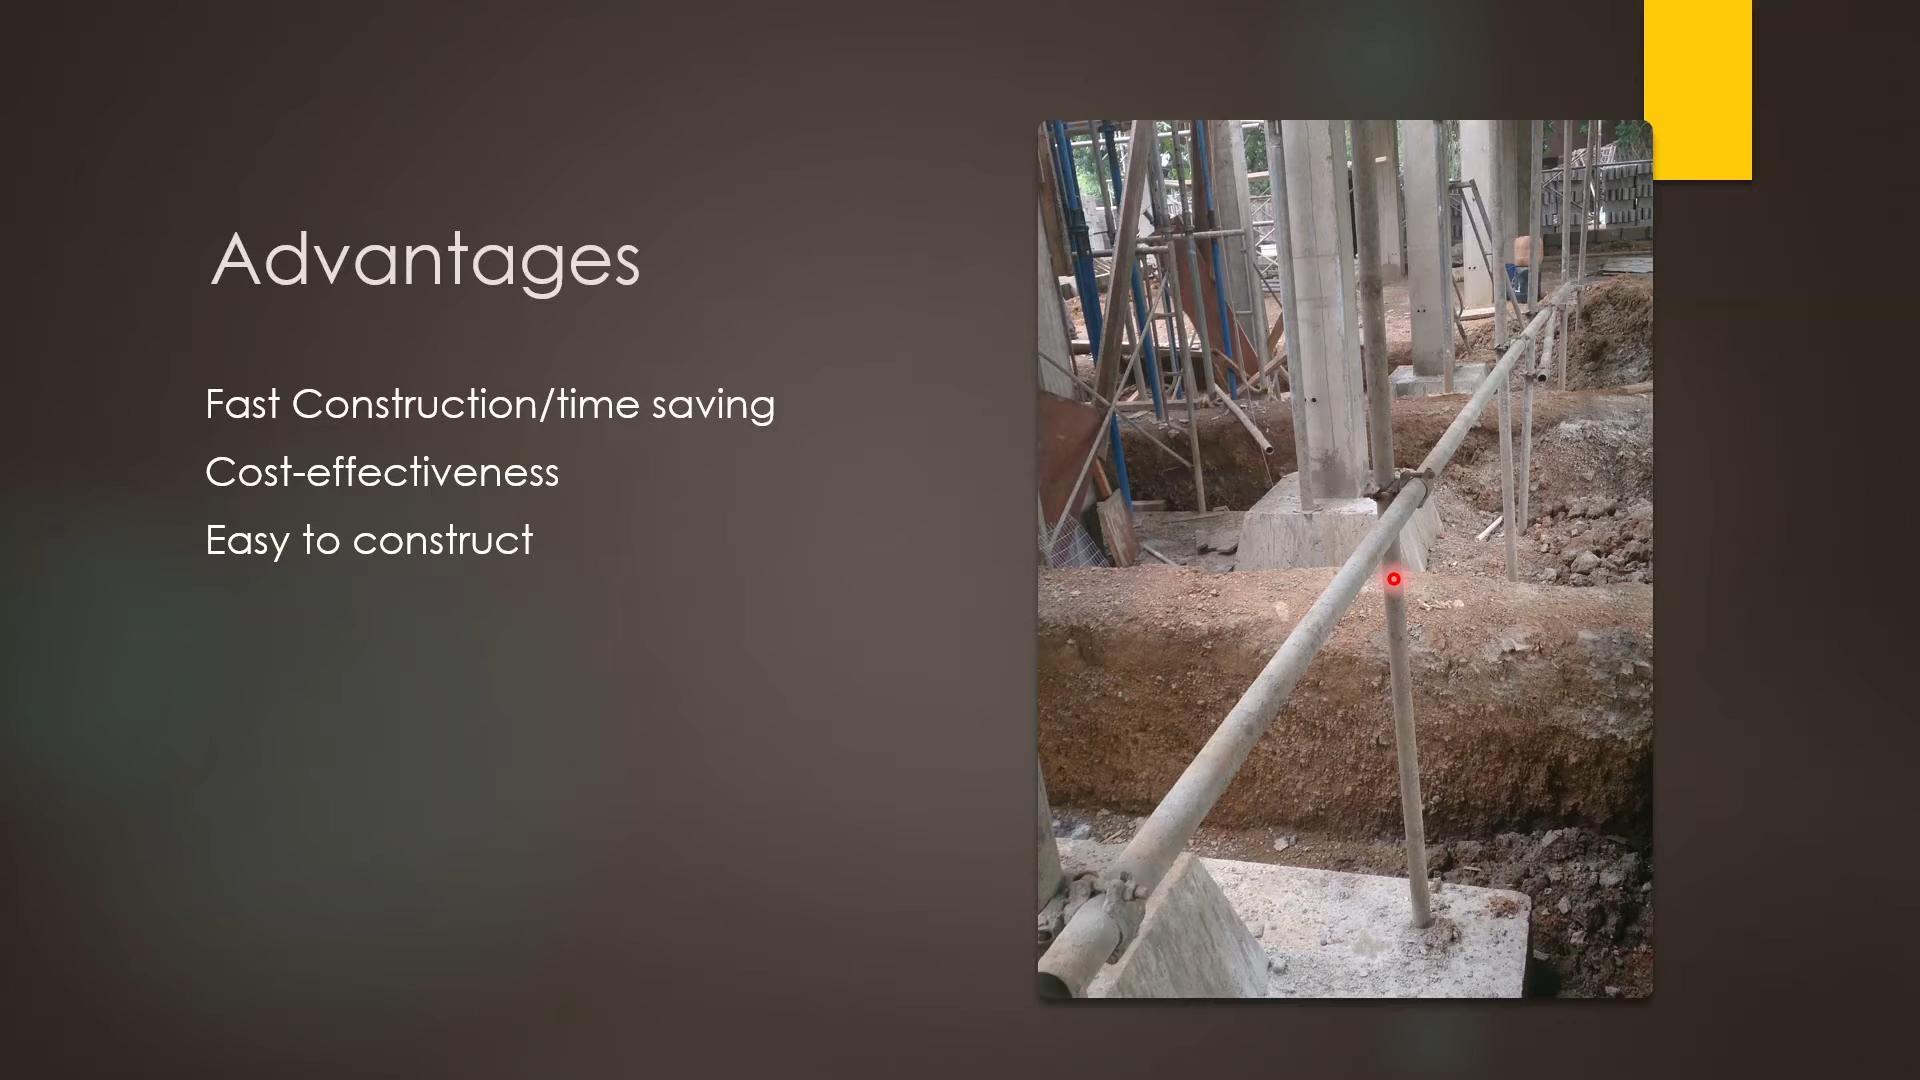 Advantages
Fast Construction/time saving
Cost-effectiveness
Easy to construct